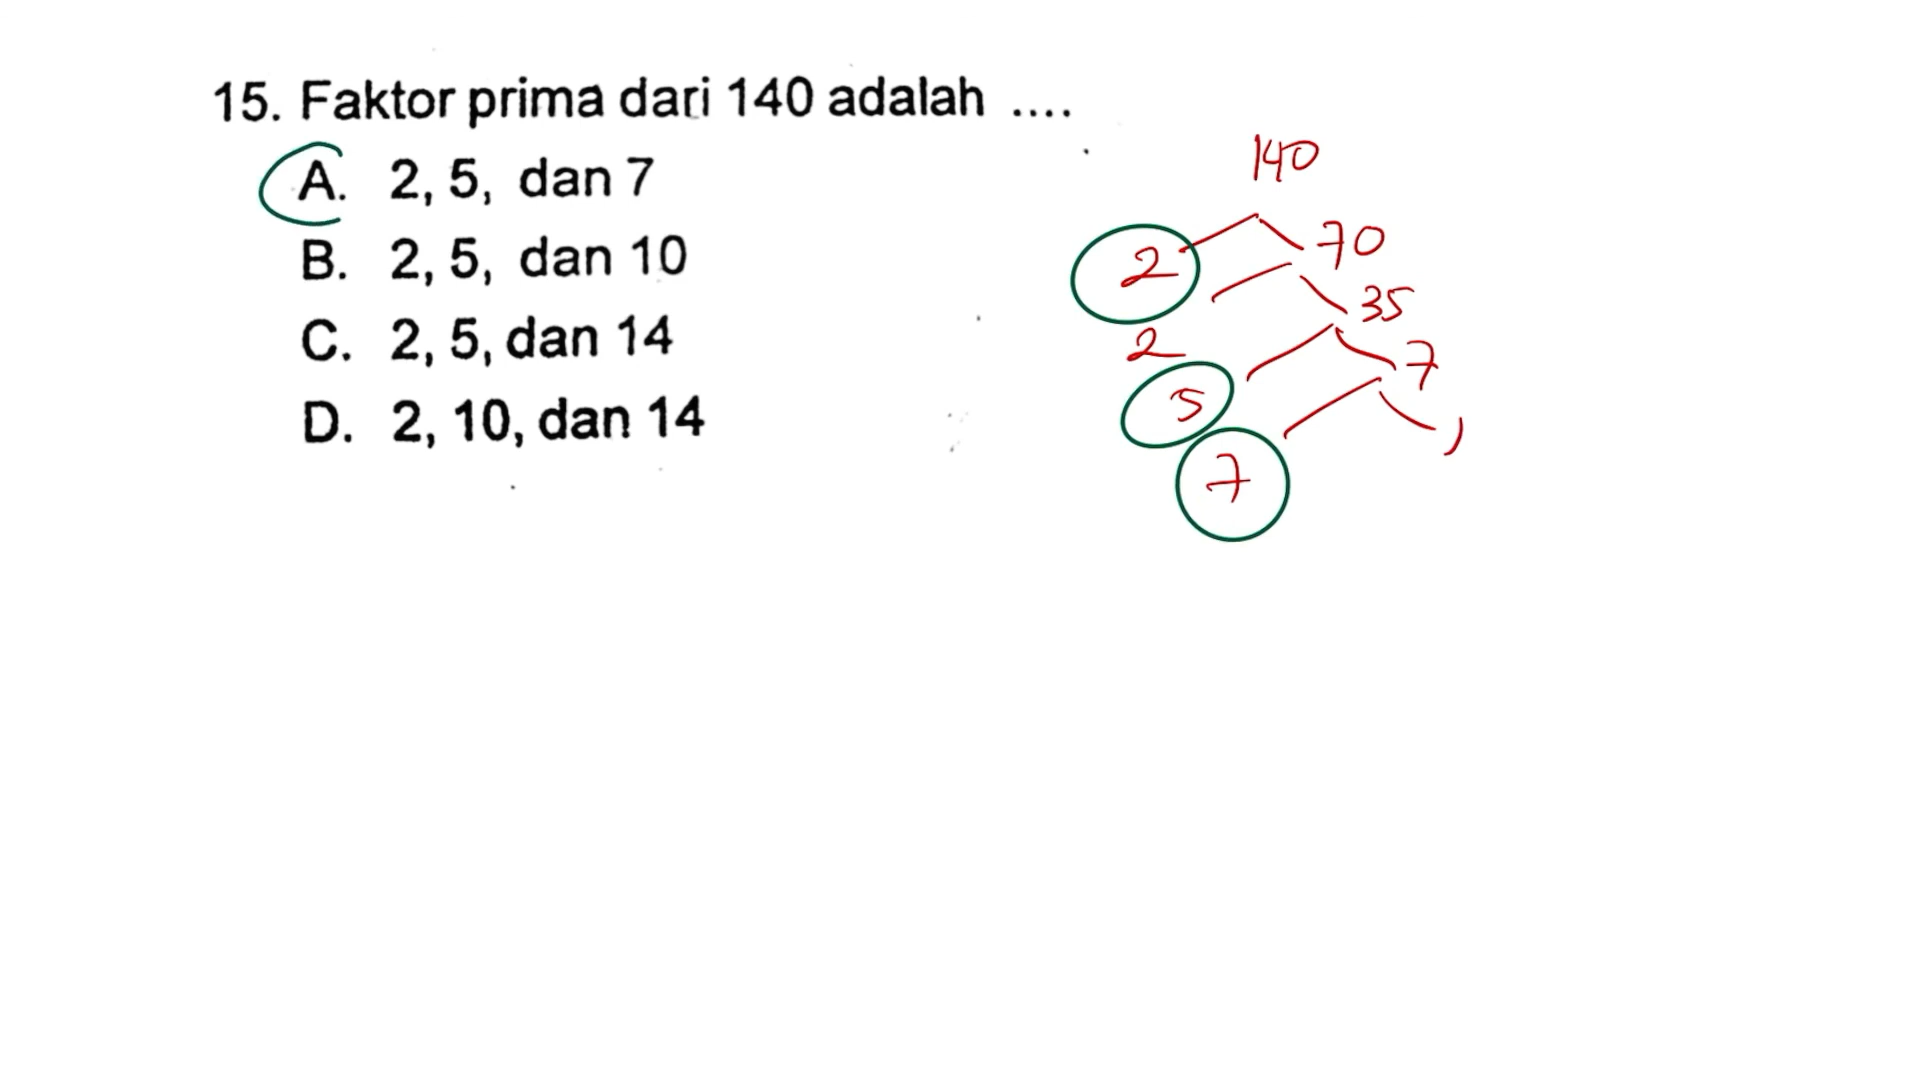 15. Faktor prima dari 140 adalah ....
A. 2, 5, dan 7
B. 2, 5, dan 10
C. 2, 5, dan 14
D. 2, 10, dan 14
140
2 70
2 35
5 7
7 1